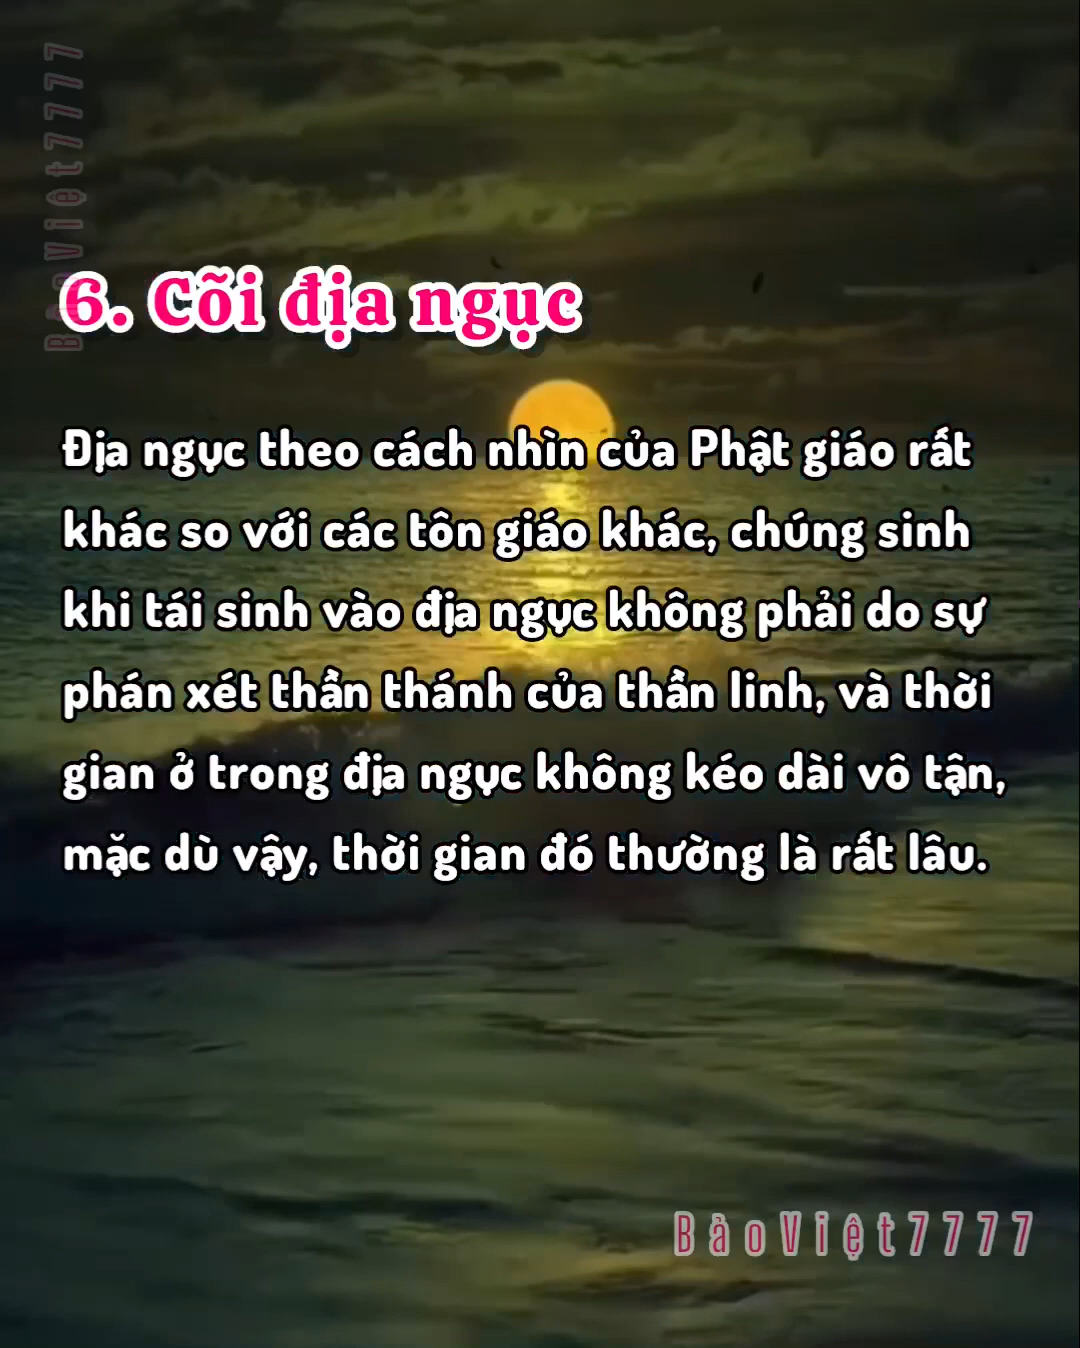 BảoViệt7777
6. Cõi địa ngục
Địa ngục theo cách nhìn của Phật giáo rất
khác so với các tôn giáo khác, chúng sinh
khi tái sinh vào địa ngục không phải do sự
phán xét thần thánh của thần linh, và thời
gian ở trong địa ngục không kéo dài vô tận,
mặc dù vậy, thời gian đó thường là rất lâu.
BảoViệt7777